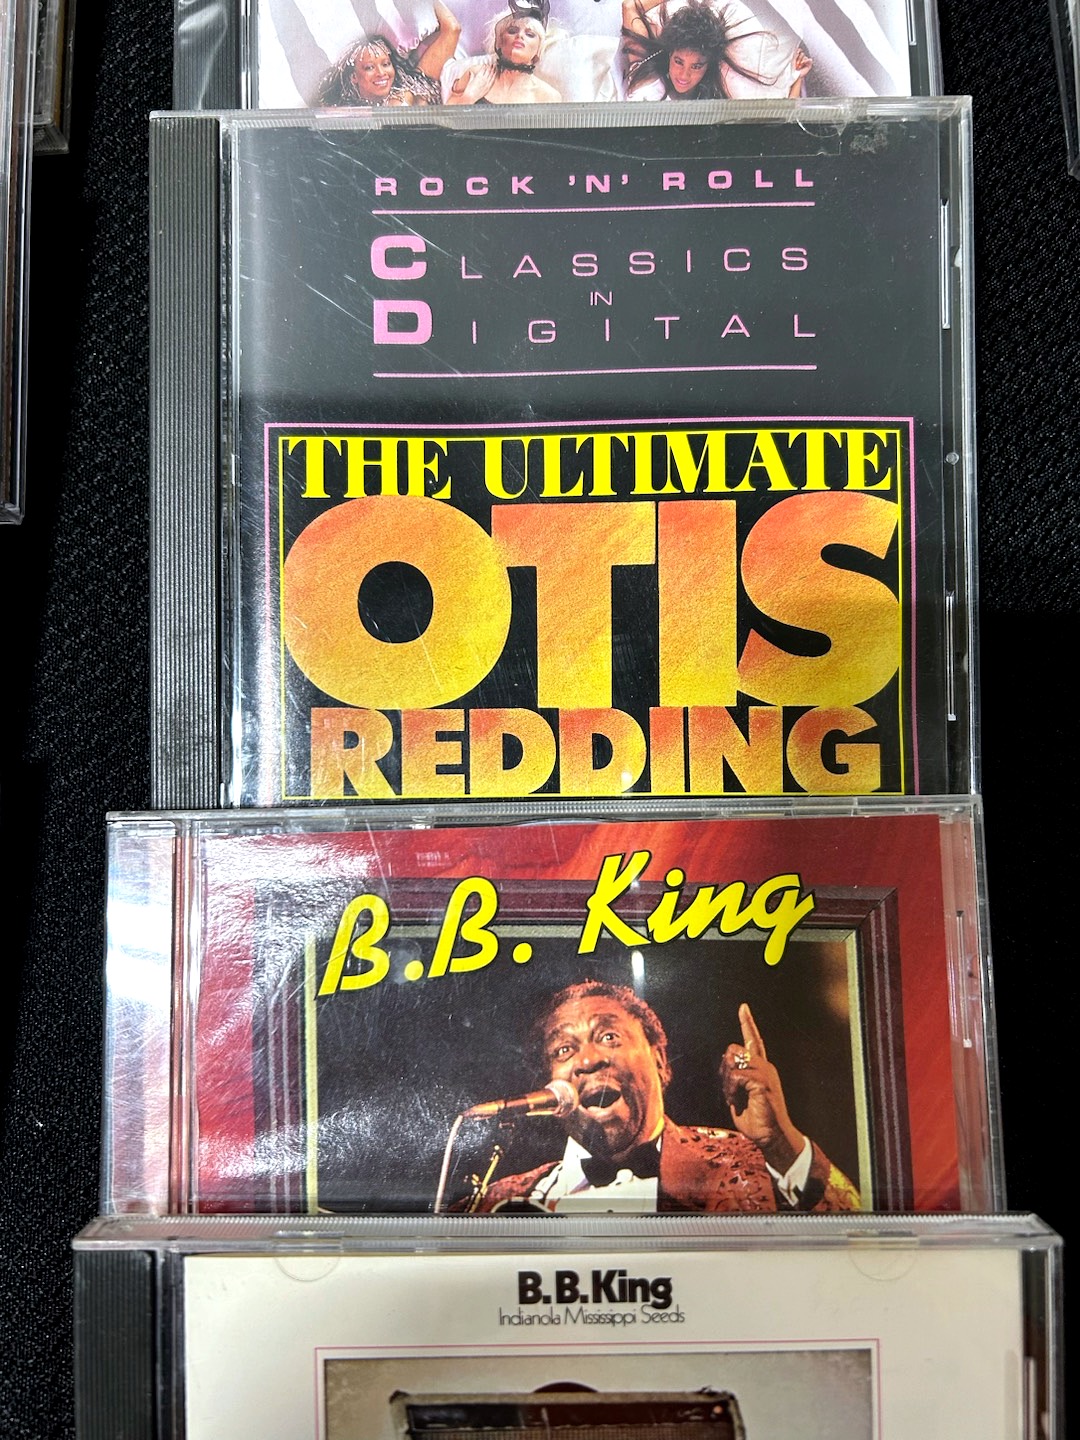 ROCK 'N' ROLL
CLASSICS
IN
DIGITAL
THE ULTIMATE
OTIS
REDDING
B.B. King
B.B.King
Indianola Mississippi Seeds